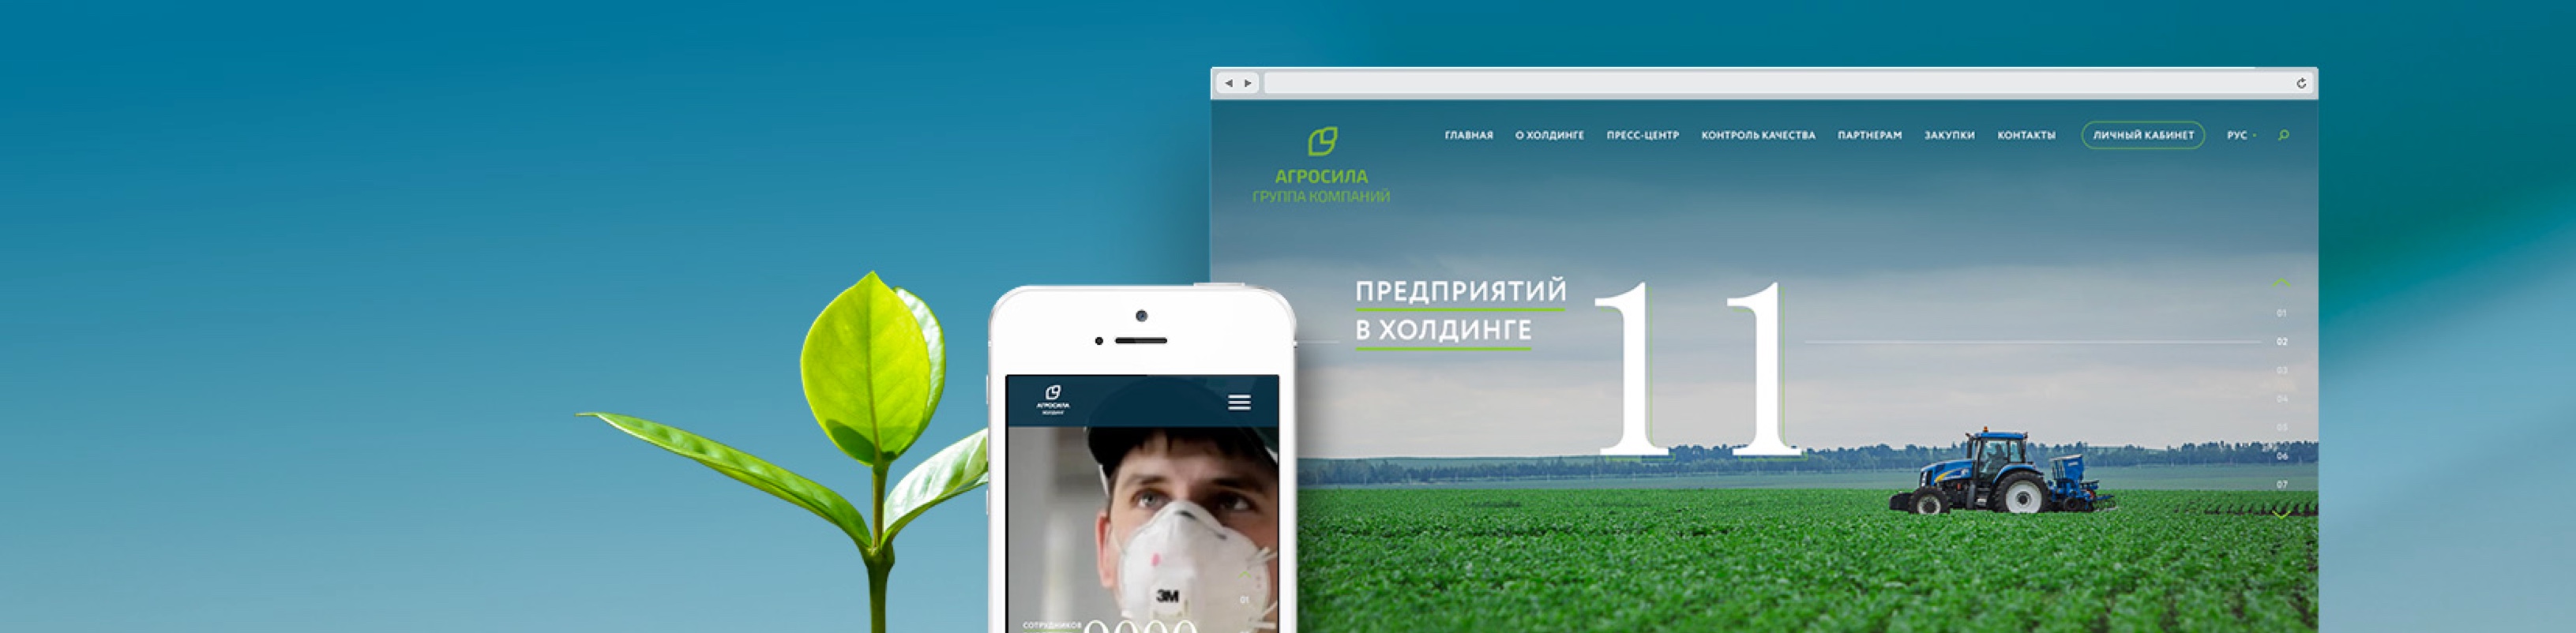 ГЛАВНАЯ О ХОЛДИНГЕ ПРЕСС-ЦЕНТР КОНТРОЛЬ КАЧЕСТВА ПАРТНЕРАМ ЗАКУПКИ КОНТАКТЫ ЛИЧНЫЙ КАБИНЕТ РУС
АГРОСИЛА
ГРУППА КОМПАНИЙ
ПРЕДПРИЯТИЙ
В ХОЛДИНГЕ
11
01
02
03
04
05
06
07
АГРОСИЛА
ХОЛДИНГ
3M
01
СОТРУДНИКОВ